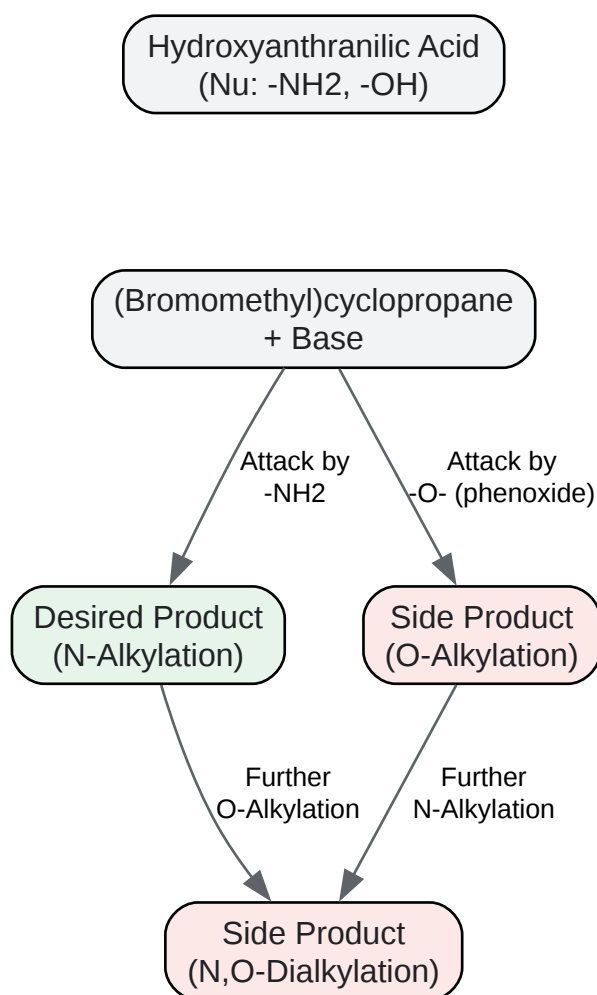 Hydroxyanthranilic Acid
(Nu: -NH2, -OH)
(Bromomethyl)cyclopropane
+ Base
Attack by
-NH2
Attack by
-O- (phenoxide)
Desired Product
(N-Alkylation)
Side Product
(O-Alkylation)
Further
O-Alkylation
Further
N-Alkylation
Side Product
(N,O-Dialkylation)